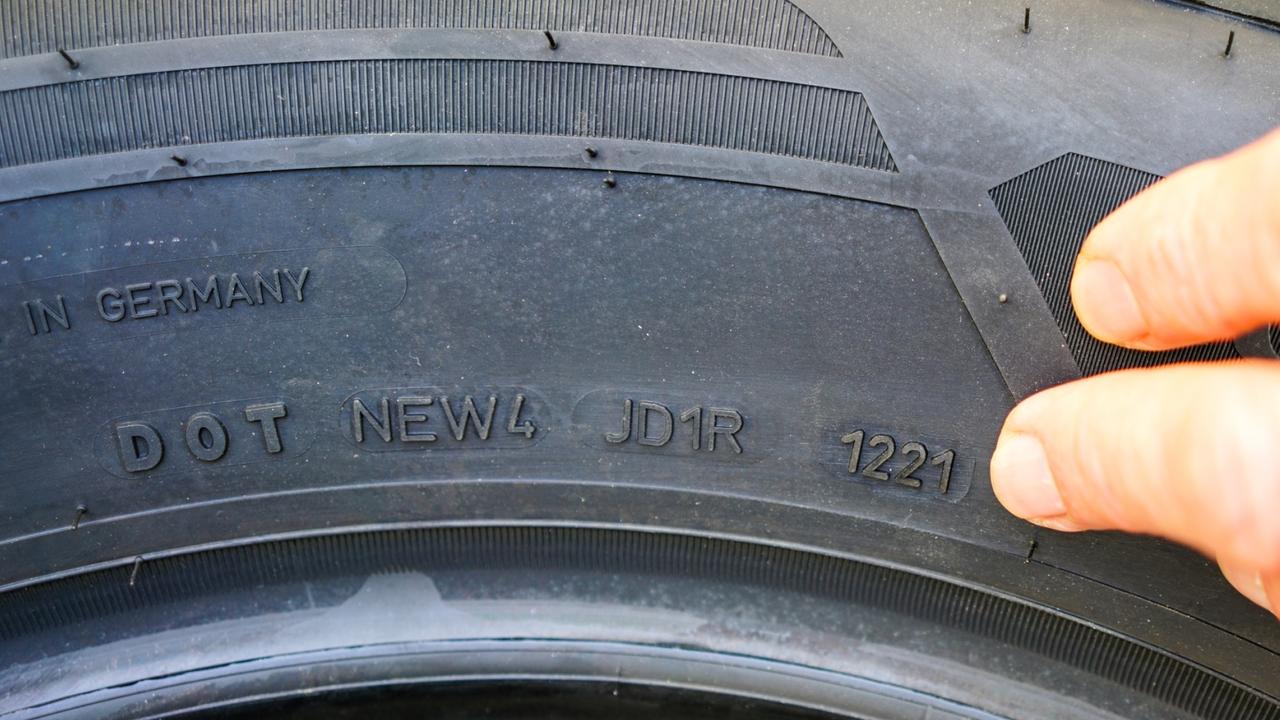 IN GERMANY
DOT NEW4 JD1R 1221